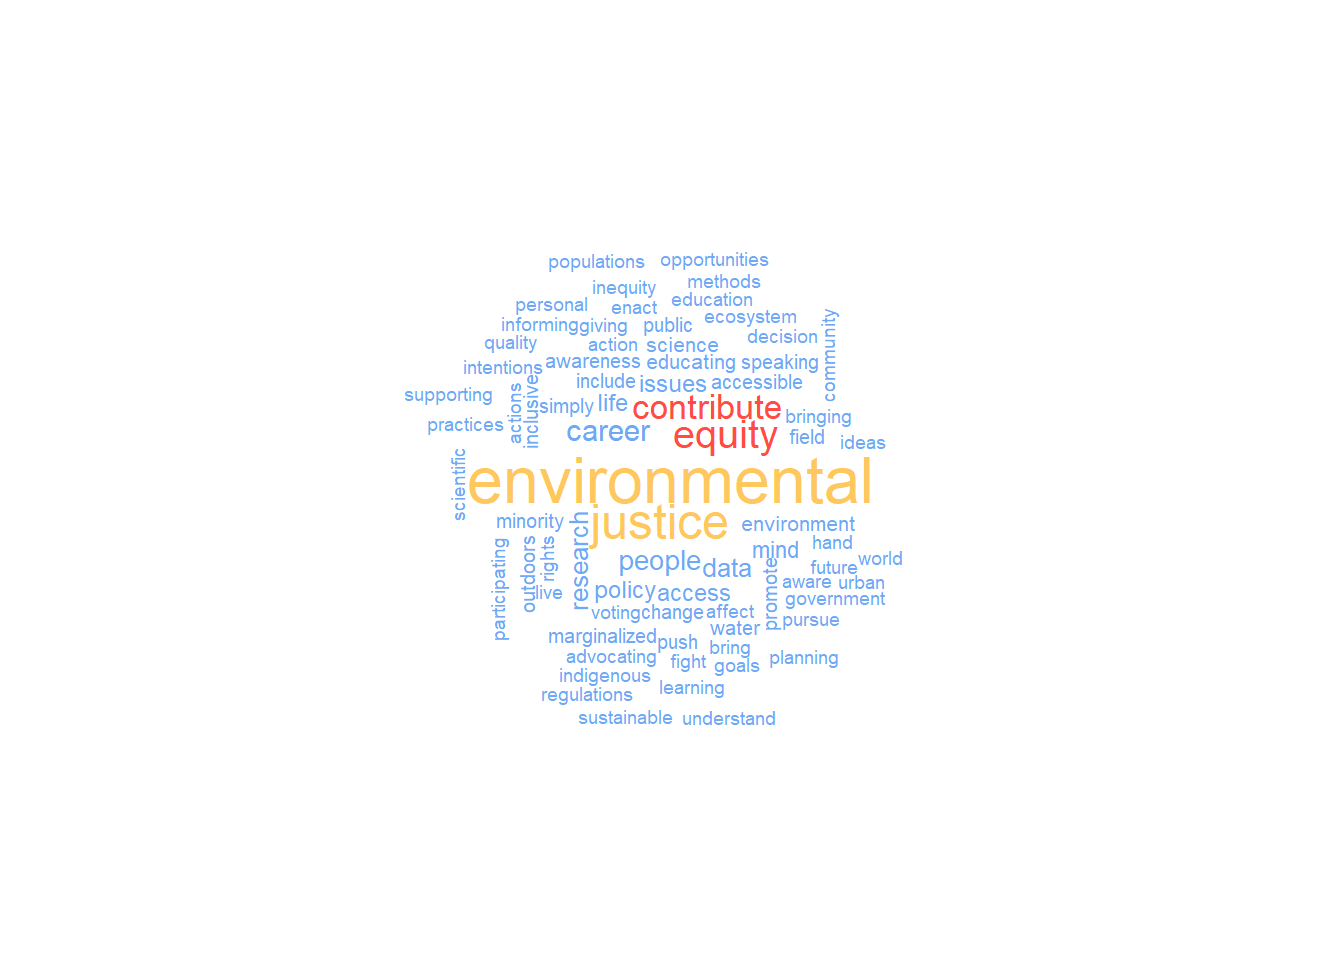 populations opportunities
inequity methods
personal enact education
informing giving public ecosystem
quality action science decision
community
intentions awareness educating speaking
supporting include issues accessible
practices actions inclusive simply life contribute bringing
career equity field ideas
scientific environmental
minority research justice environment
participating outdoors rights people data mind hand
world
live policy access promote future aware urban
voting change affect government
marginalized push water pursue
advocating fight bring goals planning
indigenous
regulations learning
sustainable understand